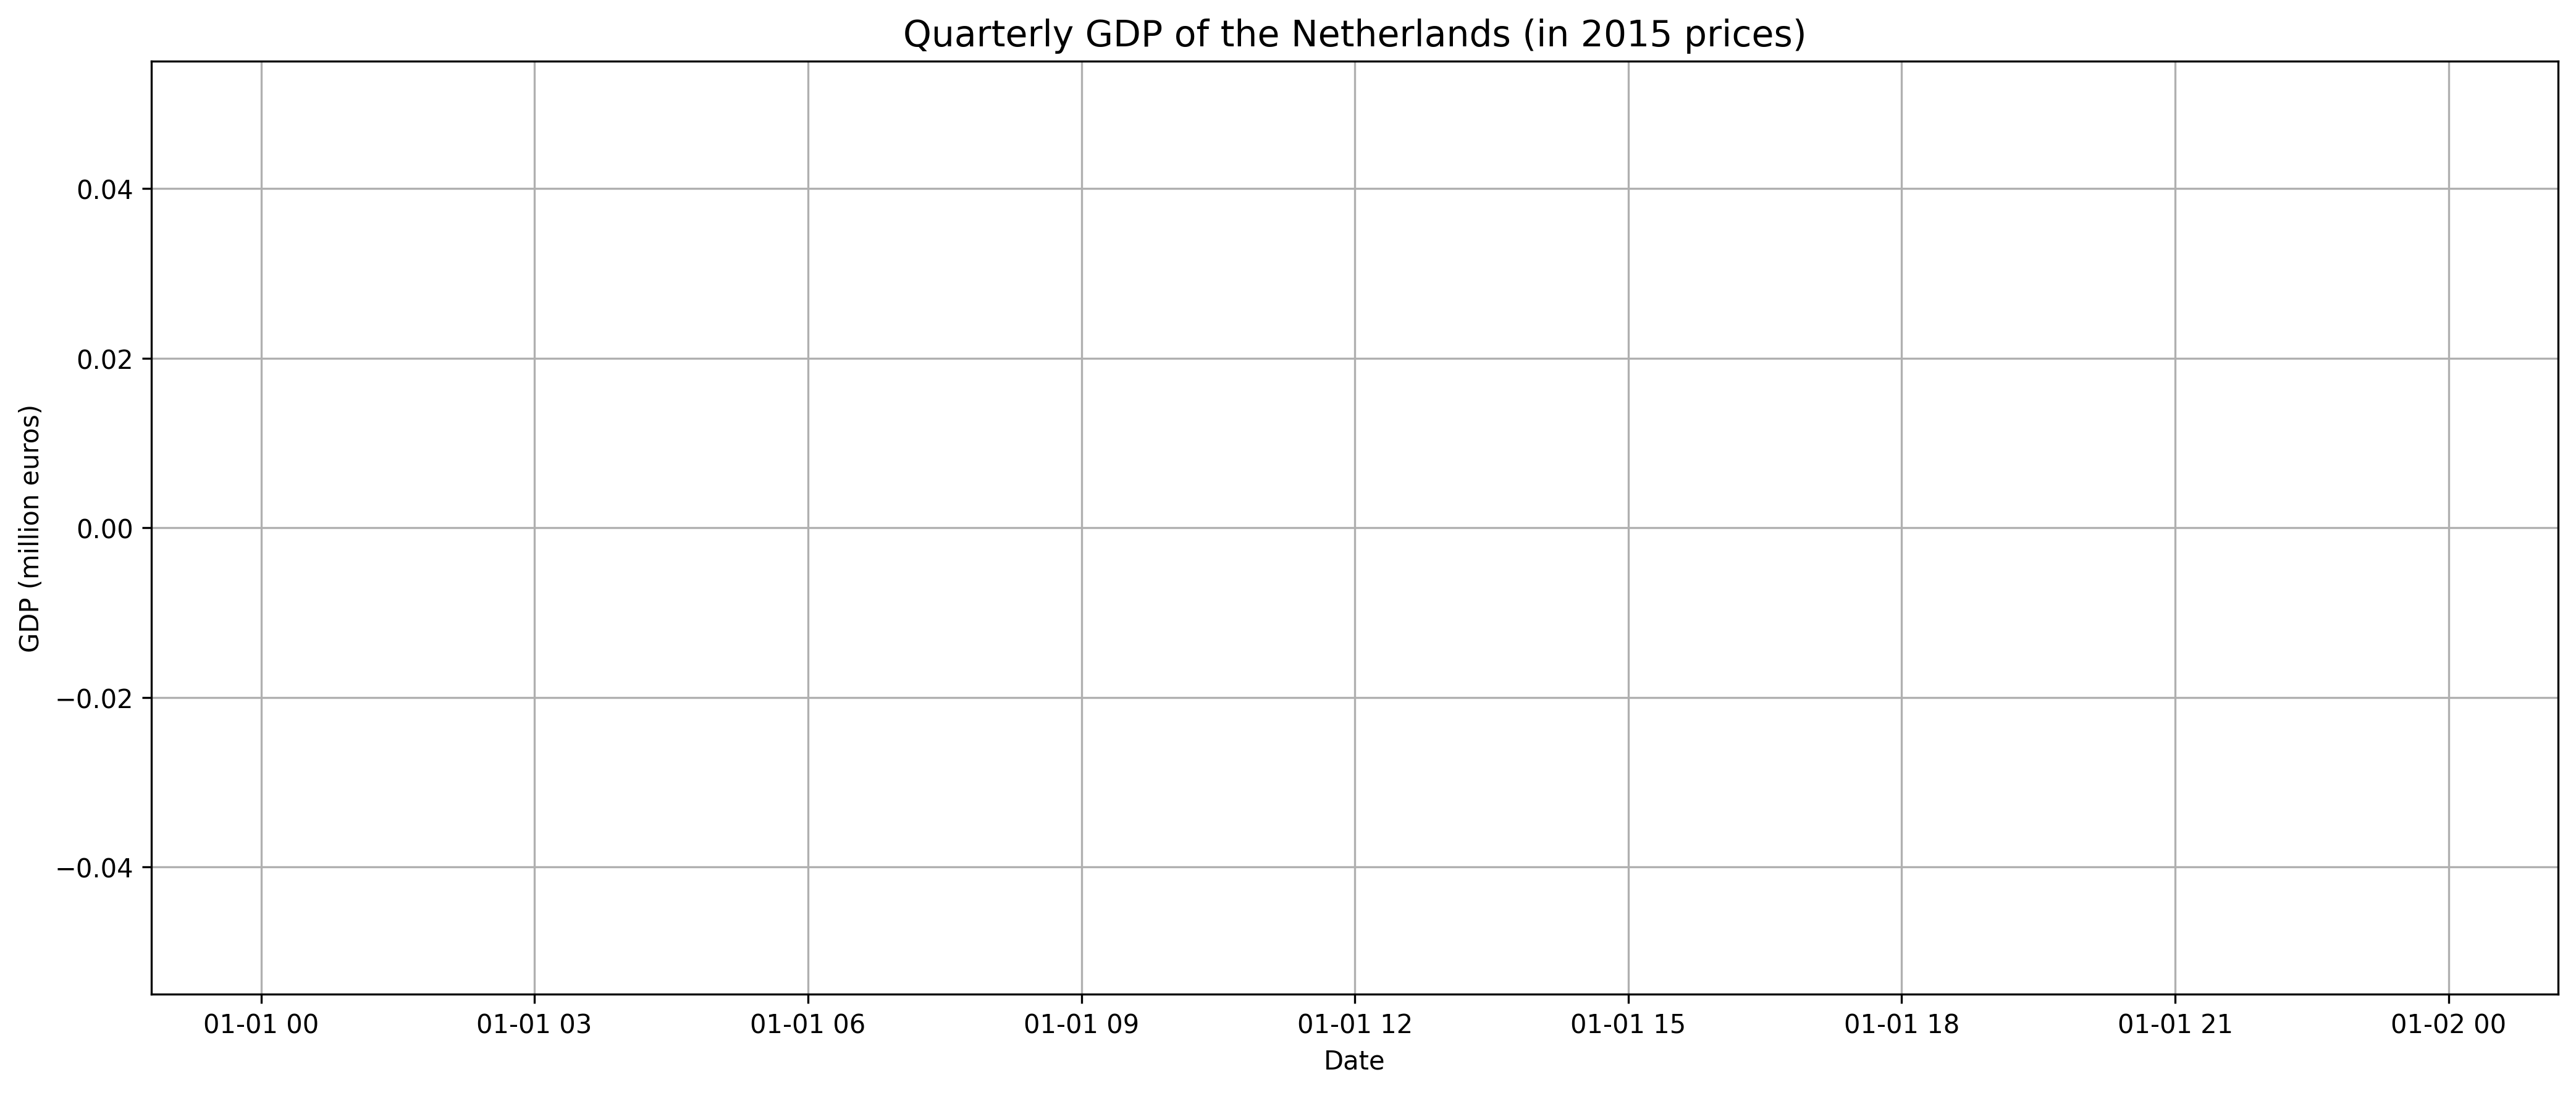 Quarterly GDP of the Netherlands (in 2015 prices)
GDP (million euros)
0.04
0.02
0.00
−0.02
−0.04
01-01 00 01-01 03 01-01 06 01-01 09 01-01 12 01-01 15 01-01 18 01-01 21 01-02 00
Date